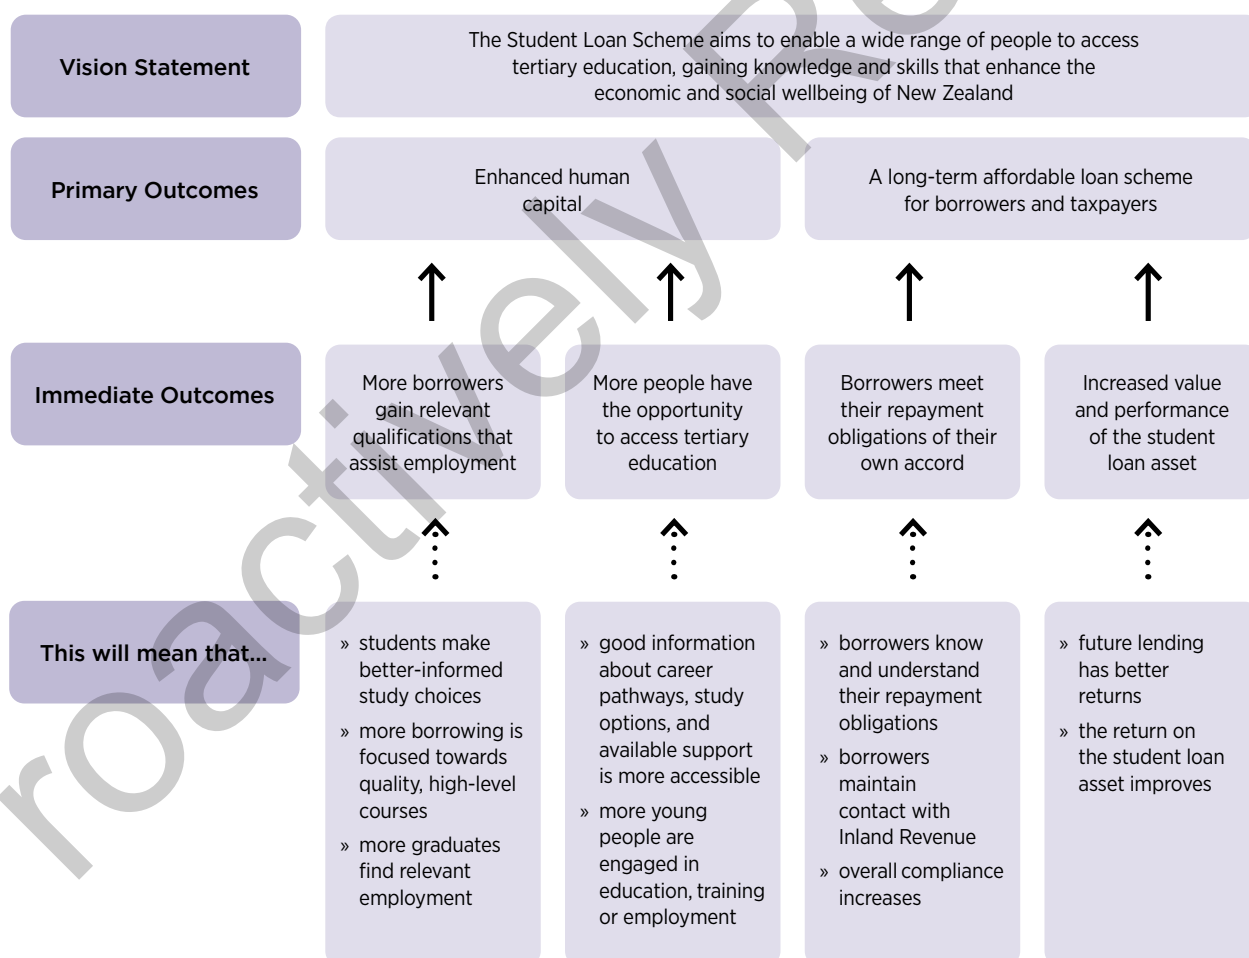 Vision Statement
The Student Loan Scheme aims to enable a wide range of people to access
tertiary education, gaining knowledge and skills that enhance the
economic and social wellbeing of New Zealand
Primary Outcomes
Enhanced human
capital
A long-term affordable loan scheme
for borrowers and taxpayers
Immediate Outcomes
More borrowers
gain relevant
qualifications that
assist employment
More people have
the opportunity
to access tertiary
education
Borrowers meet
their repayment
obligations of their
own accord
Increased value
and performance
of the student
loan asset
This will mean that...
» students make
better-informed
study choices
» more borrowing is
focused towards
quality, high-level
courses
» more graduates
find relevant
employment
» good information
about career
pathways, study
options, and
available support
is more accessible
» more young
people are
engaged in
education, training
or employment
» borrowers know
and understand
their repayment
obligations
» borrowers
maintain
contact with
Inland Revenue
» overall compliance
increases
» future lending
has better
returns
» the return on
the student loan
asset improves
roactively Re